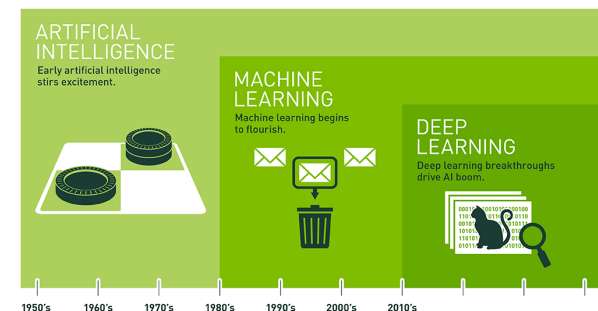 ARTIFICIAL
INTELLIGENCE
Early artificial intelligence
stirs excitement.
MACHINE
LEARNING
Machine learning begins
to flourish.
DEEP
LEARNING
Deep learning breakthroughs
drive AI boom.
1950's 1960's 1970's 1980's 1990's 2000's 2010's